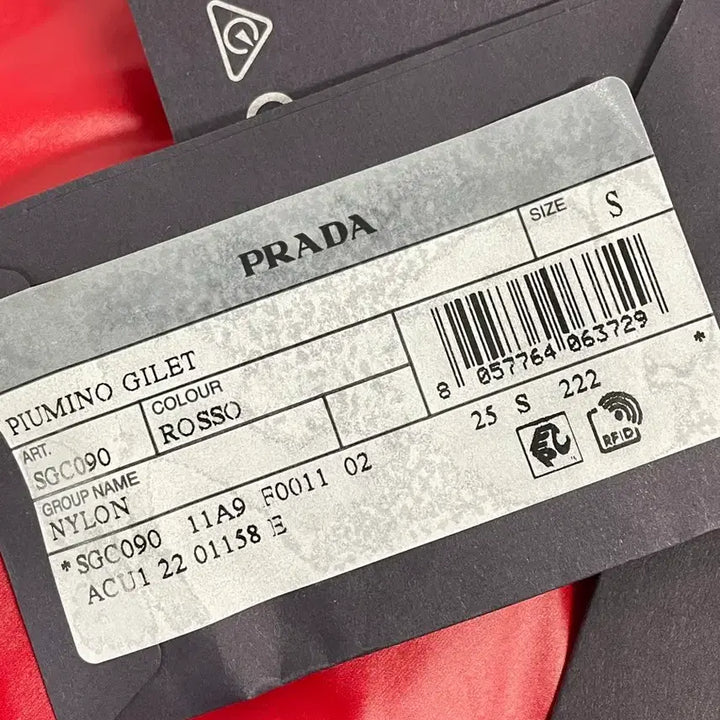 PRADA
SIZE S
PIUMINO GILET
8 057764 063729
ART. SGC090
COLOUR ROSSO
GROUP NAME
NYLON
25 S 222
*
RFID
* SGC090 11A9 F0011 02
ACU1 22 01158 E